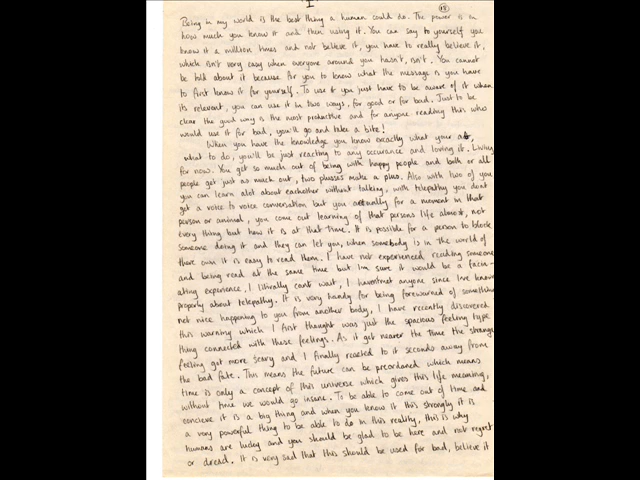 I
(18)
Being in my world is the best thing a human could do. The power is in
how much you know it and then using it. You can say to yourself you
know it a million times and not believe it, you have to really believe it,
which isn't very easy when everyone around you hasn't, isn't. You cannot
be told about it because for you to know what the message is you have
to first know it for yourself. To use it you just have to be aware of it when
its relevant, you can use it in two ways, for good or for bad. Just to be
clear the good way is the most productive and for anyone reading this who
would use it for bad, you'll go and take a bite!
When you have the knowledge you know exactly what your at,
what to do, you'll be just reacting to any occurance and loving it. Living
for now. You get so much out of being with happy people and both or all
people get just as much out, two plusses make a plus. Also with two of you
you can learn alot about eachother without talking, with telepathy you dont
get a voice to voice conversation but you actually for a moment in that
person or animal, you come out learning of that persons life almost, not
every thing but how it is at that time. It is possible for a person to block
someone doing it and they can let you, when somebody is in the world of
there own it is easy to read them. I have not experienced reading someone
and being read at the same time but Im sure it would be a facin-
ating experience. I litirally cant wait, I havent met anyone since Ive known
properly about telepathy. It is very handy for being forewarned of something
not nice happening to you from another body, I have recently discovered
this warning which I first thought was just the spacious feeling type
thing connected with those feelings. As it got nearer the time the strange
feeling got more scary and I finally reacted to it seconds away from
the bad fate. This means the future can be preordained which means
time is only a concept of this universe which gives this life meaning,
without time we would go insane. To be able to come out of time and
concieve it is a big thing and when you know it this strongly it is
a very powerful thing to be able to do in this reality, this is why
humans are lucky and you should be glad to be here and not regret
or dread. It is very sad that this should be used for bad, believe it